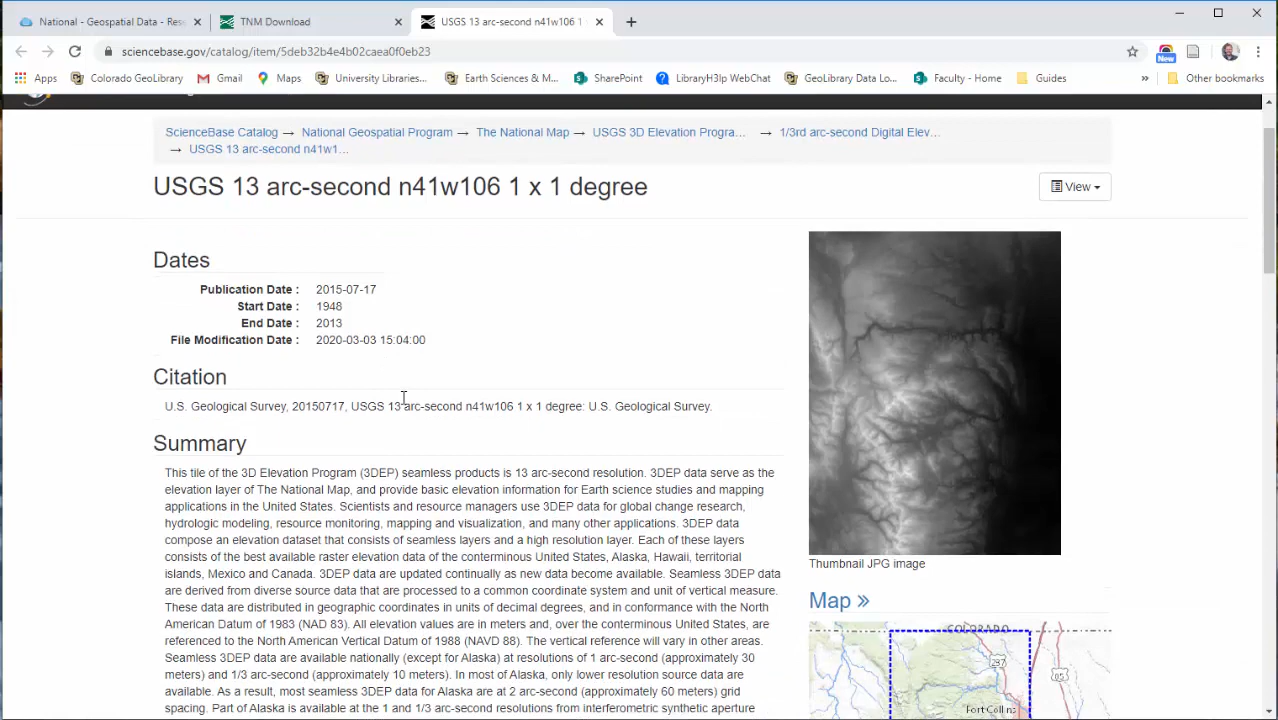 National - Geospatial Data - Res
TNM Download
USGS 13 arc-second n41w106 1
sciencebase.gov/catalog/item/5deb32b4e4b02caea0f0eb23
New
Apps
Colorado GeoLibrary
Gmail
Maps
University Libraries...
Earth Sciences & M...
SharePoint
LibraryH3lp WebChat
GeoLibrary Data Lo...
Faculty - Home
Guides
»
Other bookmarks
ScienceBase Catalog → National Geospatial Program → The National Map → USGS 3D Elevation Progra... → 1/3rd arc-second Digital Elev...
→ USGS 13 arc-second n41w1...
USGS 13 arc-second n41w106 1 x 1 degree
View
Dates
Publication Date : 2015-07-17
Start Date : 1948
End Date : 2013
File Modification Date : 2020-03-03 15:04:00
Citation
U.S. Geological Survey, 20150717, USGS 13 arc-second n41w106 1 x 1 degree: U.S. Geological Survey.
Summary
This tile of the 3D Elevation Program (3DEP) seamless products is 13 arc-second resolution. 3DEP data serve as the
elevation layer of The National Map, and provide basic elevation information for Earth science studies and mapping
applications in the United States. Scientists and resource managers use 3DEP data for global change research,
hydrologic modeling, resource monitoring, mapping and visualization, and many other applications. 3DEP data
compose an elevation dataset that consists of seamless layers and a high resolution layer. Each of these layers
consists of the best available raster elevation data of the conterminous United States, Alaska, Hawaii, territorial
islands, Mexico and Canada. 3DEP data are updated continually as new data become available. Seamless 3DEP data
are derived from diverse source data that are processed to a common coordinate system and unit of vertical measure.
These data are distributed in geographic coordinates in units of decimal degrees, and in conformance with the North
American Datum of 1983 (NAD 83). All elevation values are in meters and, over the conterminous United States, are
referenced to the North American Vertical Datum of 1988 (NAVD 88). The vertical reference will vary in other areas.
Seamless 3DEP data are available nationally (except for Alaska) at resolutions of 1 arc-second (approximately 30
meters) and 1/3 arc-second (approximately 10 meters). In most of Alaska, only lower resolution source data are
available. As a result, most seamless 3DEP data for Alaska are at 2 arc-second (approximately 60 meters) grid
spacing. Part of Alaska is available at the 1 and 1/3 arc-second resolutions from interferometric synthetic aperture
Thumbnail JPG image
Map »
COLORADO
287
85
Fort Collins